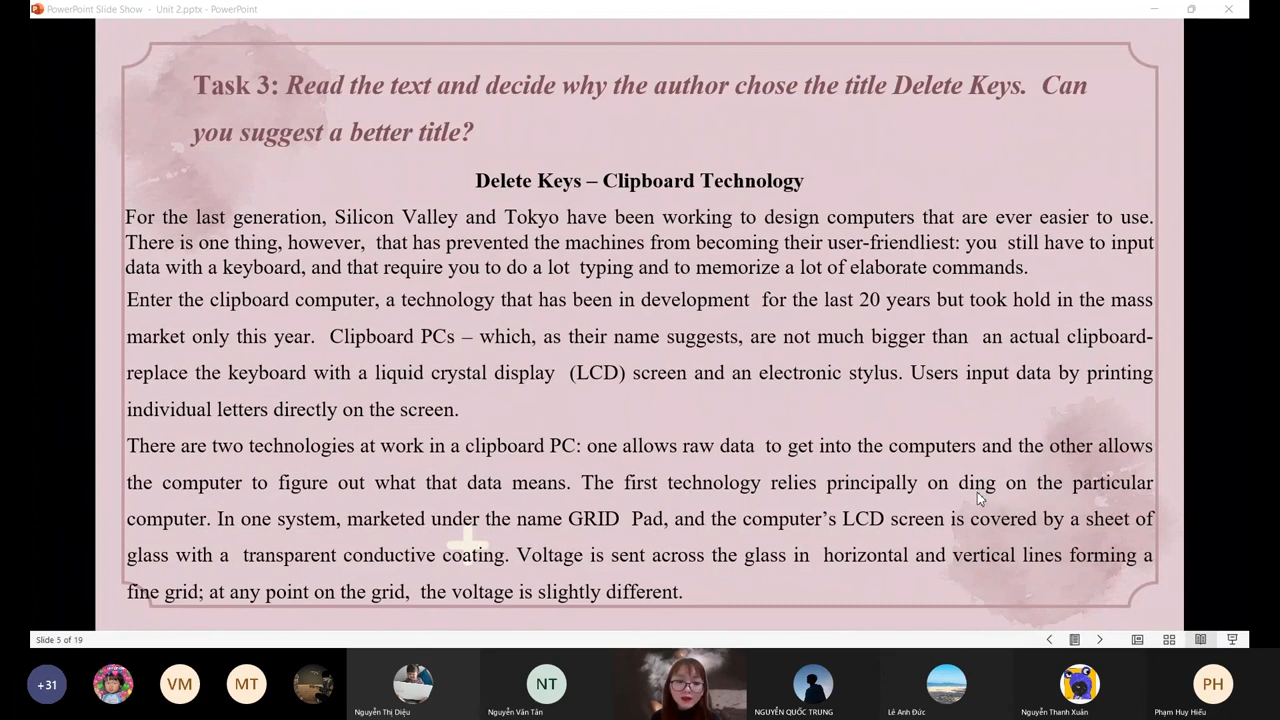 PowerPoint Slide Show - Unit 2.pptx - PowerPoint
Task 3: Read the text and decide why the author chose the title Delete Keys. Can
you suggest a better title?
Delete Keys – Clipboard Technology
For the last generation, Silicon Valley and Tokyo have been working to design computers that are ever easier to use.
There is one thing, however, that has prevented the machines from becoming their user-friendliest: you still have to input
data with a keyboard, and that require you to do a lot typing and to memorize a lot of elaborate commands.
Enter the clipboard computer, a technology that has been in development for the last 20 years but took hold in the mass
market only this year. Clipboard PCs – which, as their name suggests, are not much bigger than an actual clipboard-
replace the keyboard with a liquid crystal display (LCD) screen and an electronic stylus. Users input data by printing
individual letters directly on the screen.
There are two technologies at work in a clipboard PC: one allows raw data to get into the computers and the other allows
the computer to figure out what that data means. The first technology relies principally on ding on the particular
computer. In one system, marketed under the name GRID Pad, and the computer's LCD screen is covered by a sheet of
glass with a transparent conductive coating. Voltage is sent across the glass in horizontal and vertical lines forming a
fine grid; at any point on the grid, the voltage is slightly different.
Slide 5 of 19
+31
VM
MT
NT
PH
Nguyễn Thị Diệu
Nguyễn Văn Tân
NGUYỄN QUỐC TRUNG
Lê Anh Đức
Nguyễn Thanh Xuân
Phạm Huy Hiếu